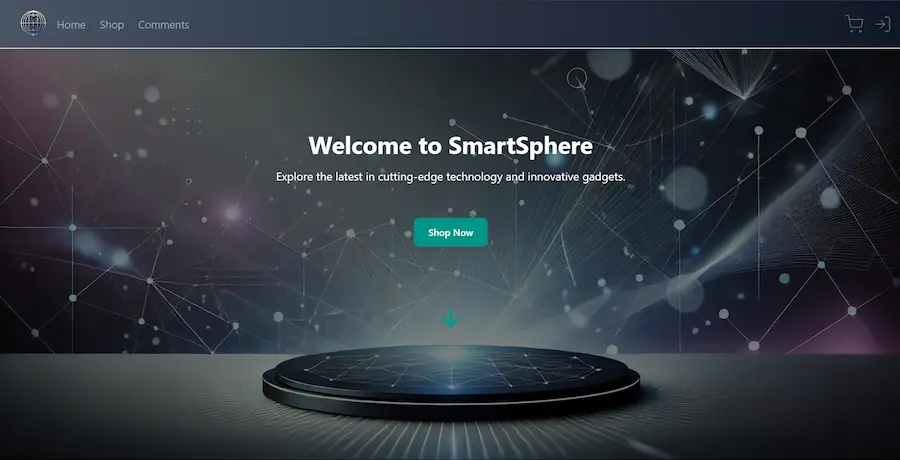 Home Shop Comments
Welcome to SmartSphere
Explore the latest in cutting-edge technology and innovative gadgets.
Shop Now